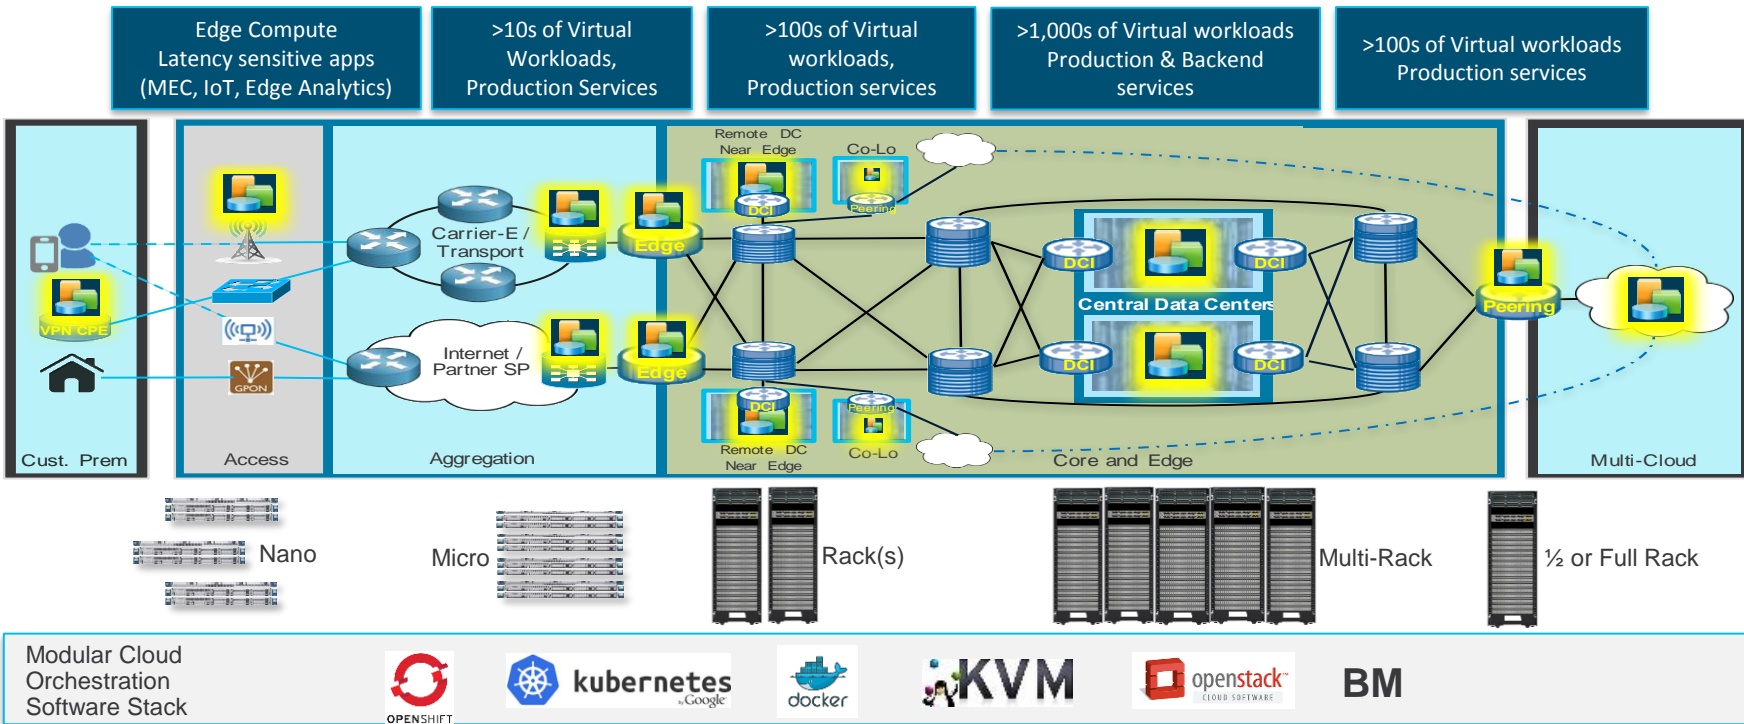 Edge Compute
Latency sensitive apps
(MEC, IoT, Edge Analytics)
>10s of Virtual
Workloads,
Production Services
>100s of Virtual
workloads,
Production services
>1,000s of Virtual workloads
Production & Backend
services
>100s of Virtual workloads
Production services
Remote DC
Near Edge
Co-Lo
DCI
Peering
Carrier-E /
Transport
Edge
DCI
DCI
Central Data Centers
VPN CPE
Peering
Internet /
Partner SP
Edge
DCI
DCI
GPON
DCI
Peering
Remote DC
Near Edge
Co-Lo
Cust. Prem
Access
Aggregation
Core and Edge
Multi-Cloud
Nano
Micro
Rack(s)
Multi-Rack
½ or Full Rack
Modular Cloud
Orchestration
Software Stack
OPENSHIFT
kubernetes
by Google
docker
KVM
openstack™
CLOUD SOFTWARE
BM